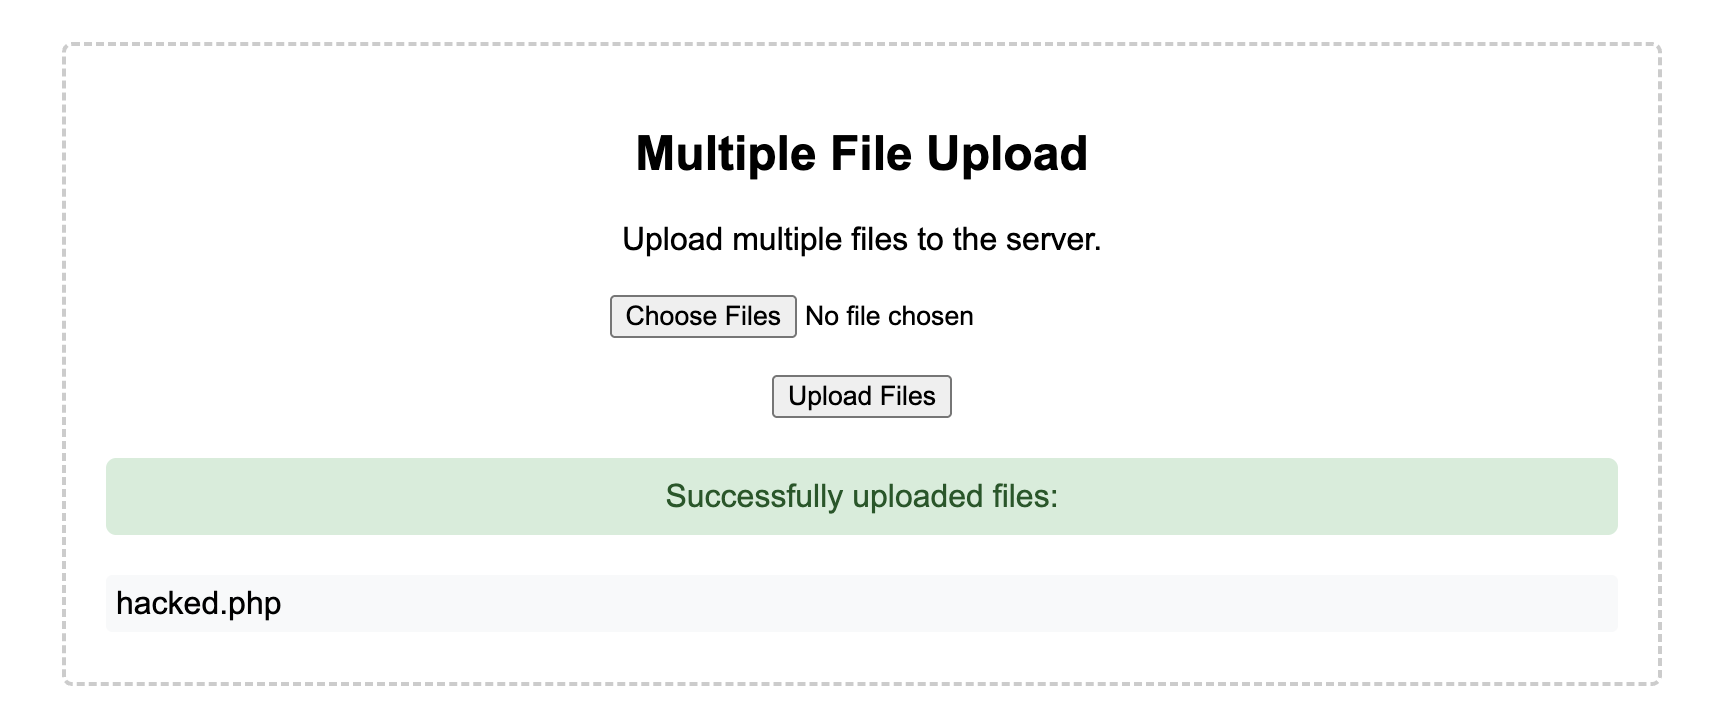 Multiple File Upload
Upload multiple files to the server.
Choose Files No file chosen
Upload Files
Successfully uploaded files:
hacked.php